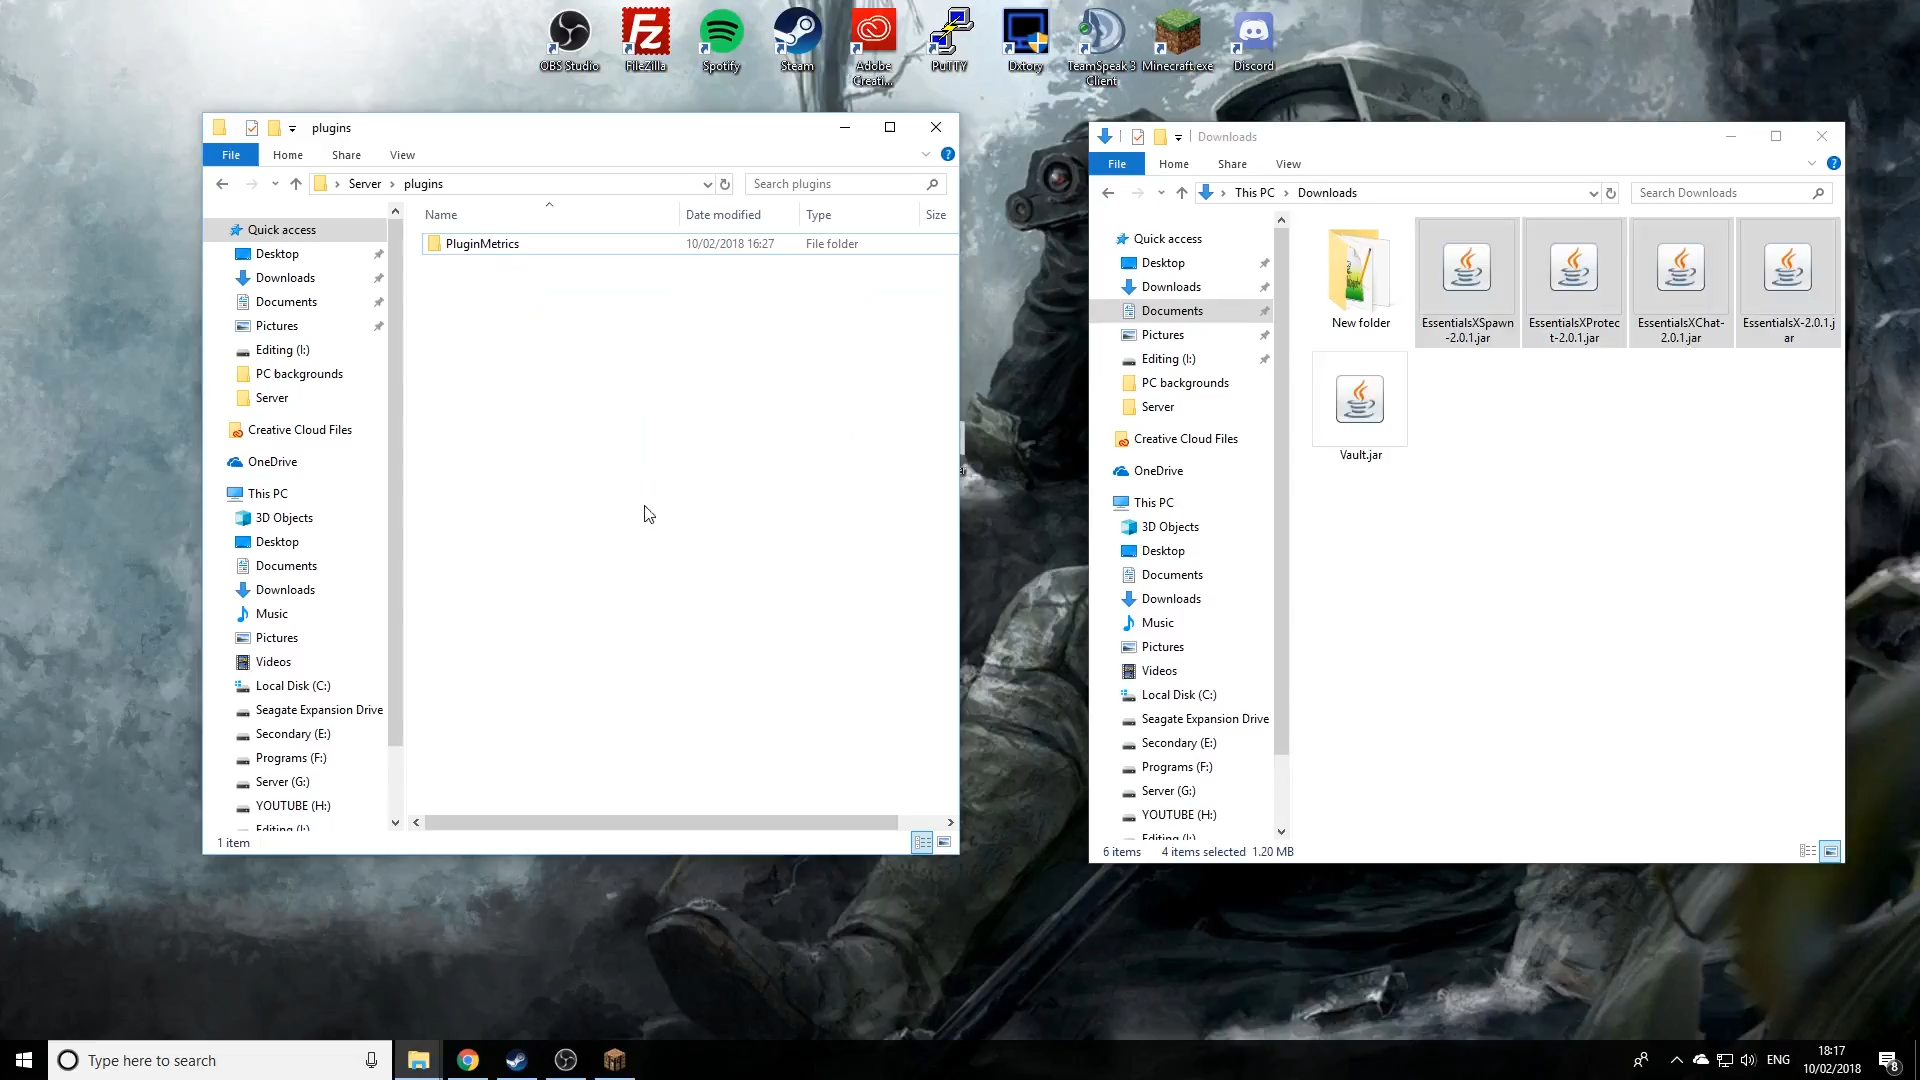 OBS Studio
FileZilla
Spotify
Steam
Adobe
Creati...
PuTTY
Dxtory
TeamSpeak 3
Client
Minecraft.exe
Discord
plugins
File
Home
Share
View
Server
plugins
Search plugins
Name
Date modified
Type
Size
PluginMetrics
10/02/2018 16:27
File folder
Quick access
Desktop
Downloads
Documents
Pictures
Editing (I:)
PC backgrounds
Server
Creative Cloud Files
OneDrive
This PC
3D Objects
Desktop
Documents
Downloads
Music
Pictures
Videos
Local Disk (C:)
Seagate Expansion Drive
Secondary (E:)
Programs (F:)
Server (G:)
YOUTUBE (H:)
Editing (I:)
1 item
Downloads
File
Home
Share
View
This PC
Downloads
Search Downloads
Quick access
Desktop
Downloads
Documents
Pictures
Editing (I:)
PC backgrounds
Server
Creative Cloud Files
OneDrive
This PC
3D Objects
Desktop
Documents
Downloads
Music
Pictures
Videos
Local Disk (C:)
Seagate Expansion Drive
Secondary (E:)
Programs (F:)
Server (G:)
YOUTUBE (H:)
Editing (I:)
New folder
EssentialsXSpawn
-2.0.1.jar
EssentialsXProtec
t-2.0.1.jar
EssentialsXChat-
2.0.1.jar
EssentialsX-2.0.1.j
ar
Vault.jar
6 items
4 items selected 1.20 MB
Type here to search
ENG
18:17
10/02/2018
8